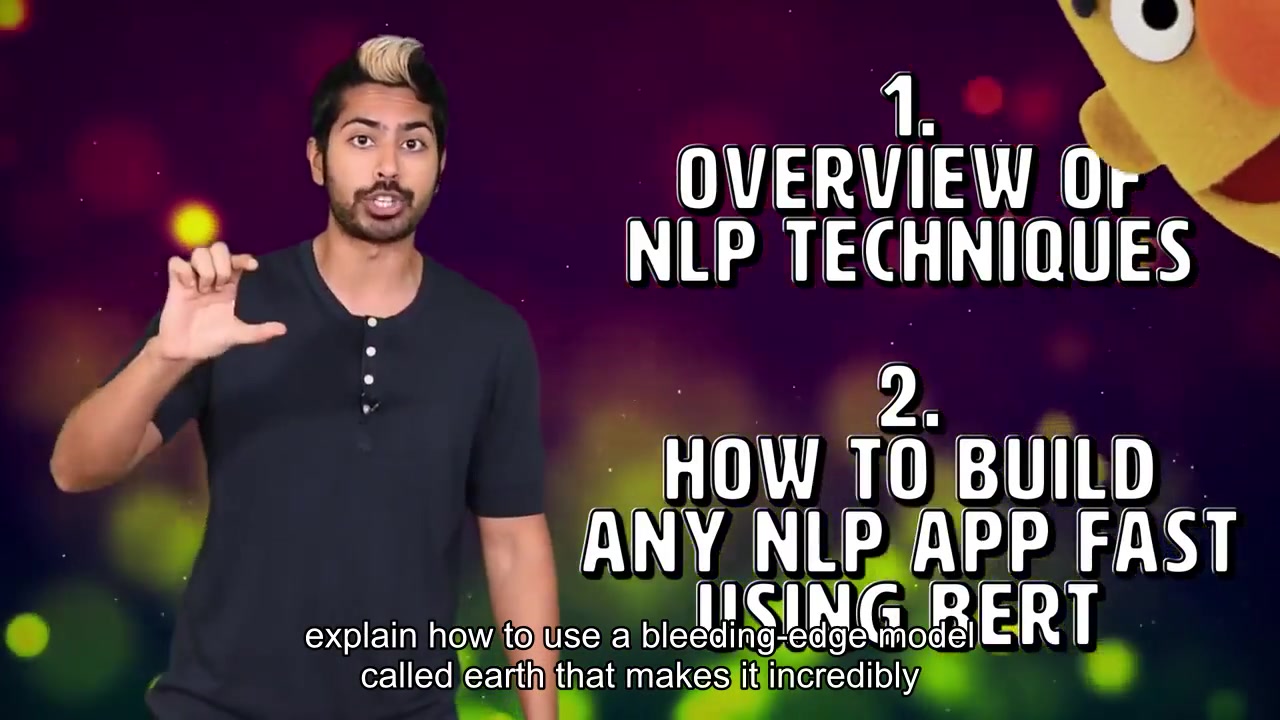 1.
OVERVIEW OF
NLP TECHNIQUES
2.
HOW TO BUILD
ANY NLP APP FAST
USING BERT
explain how to use a bleeding-edge model
called earth that makes it incredibly